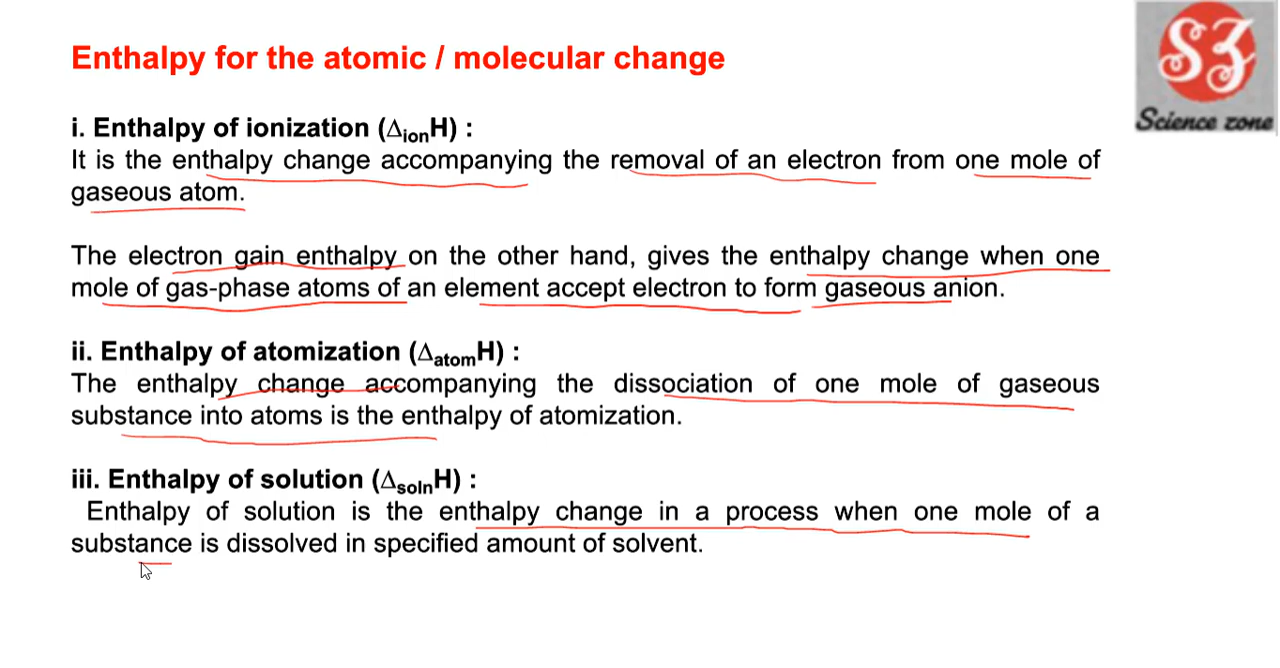 Enthalpy for the atomic / molecular change
SZ
Science zone
i. Enthalpy of ionization (ΔionH) :
It is the enthalpy change accompanying the removal of an electron from one mole of
gaseous atom.
The electron gain enthalpy on the other hand, gives the enthalpy change when one
mole of gas-phase atoms of an element accept electron to form gaseous anion.
ii. Enthalpy of atomization (ΔatomH) :
The enthalpy change accompanying the dissociation of one mole of gaseous
substance into atoms is the enthalpy of atomization.
iii. Enthalpy of solution (ΔsolnH) :
Enthalpy of solution is the enthalpy change in a process when one mole of a
substance is dissolved in specified amount of solvent.